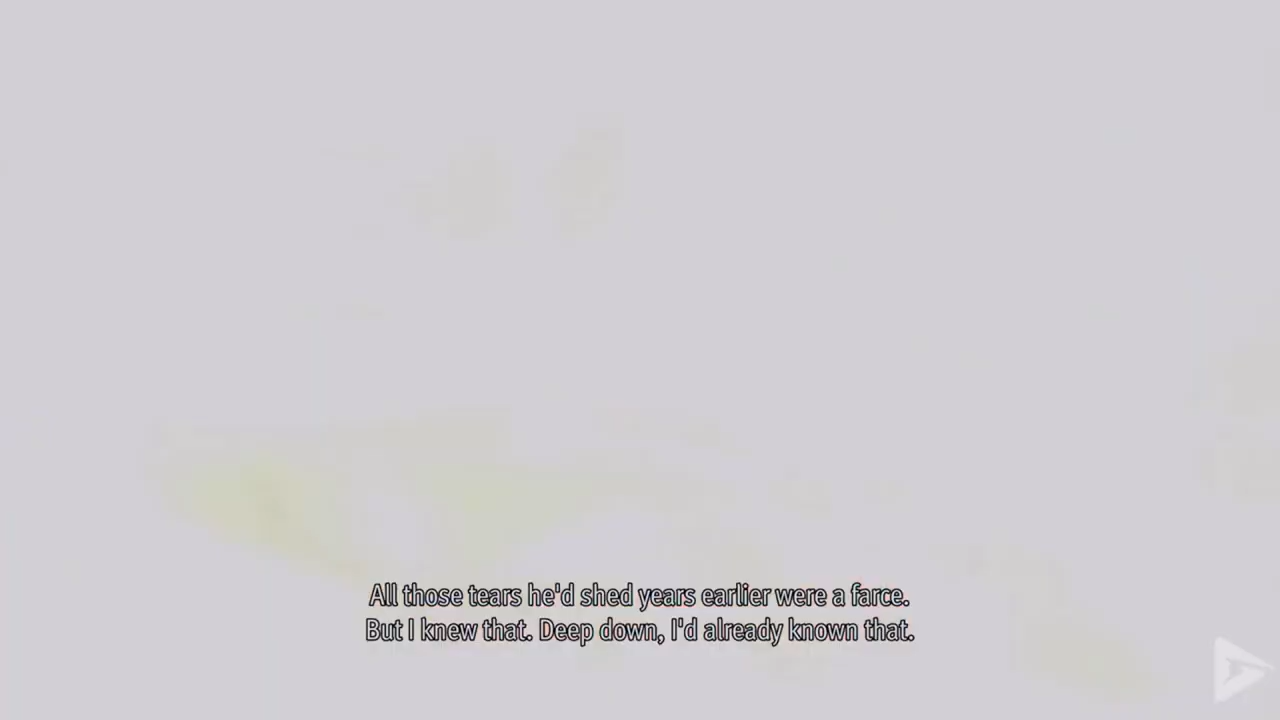 All those tears he'd shed years earlier were a farce.
But I knew that. Deep down, I'd already known that.